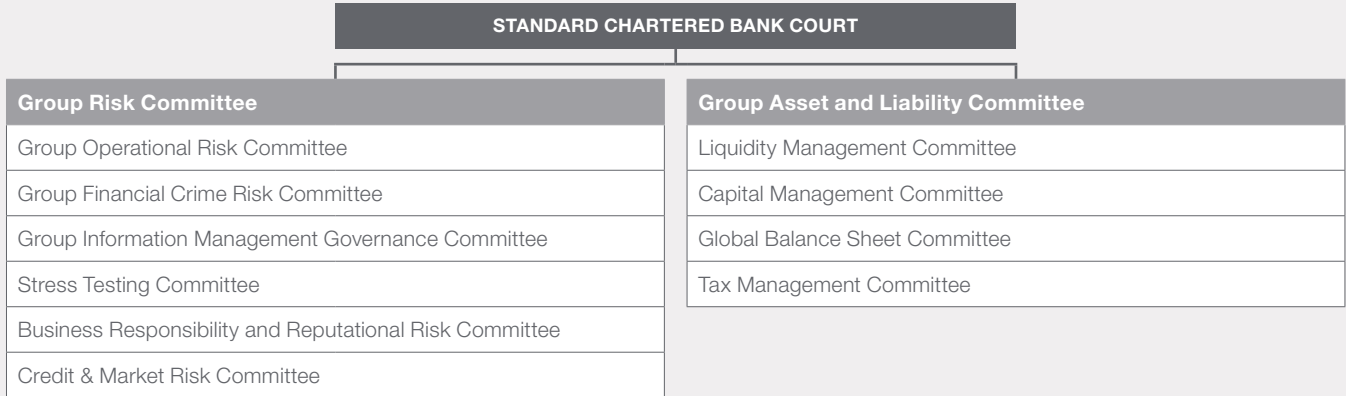 STANDARD CHARTERED BANK COURT
Group Risk Committee
Group Operational Risk Committee
Group Financial Crime Risk Committee
Group Information Management Governance Committee
Stress Testing Committee
Business Responsibility and Reputational Risk Committee
Credit & Market Risk Committee
Group Asset and Liability Committee
Liquidity Management Committee
Capital Management Committee
Global Balance Sheet Committee
Tax Management Committee